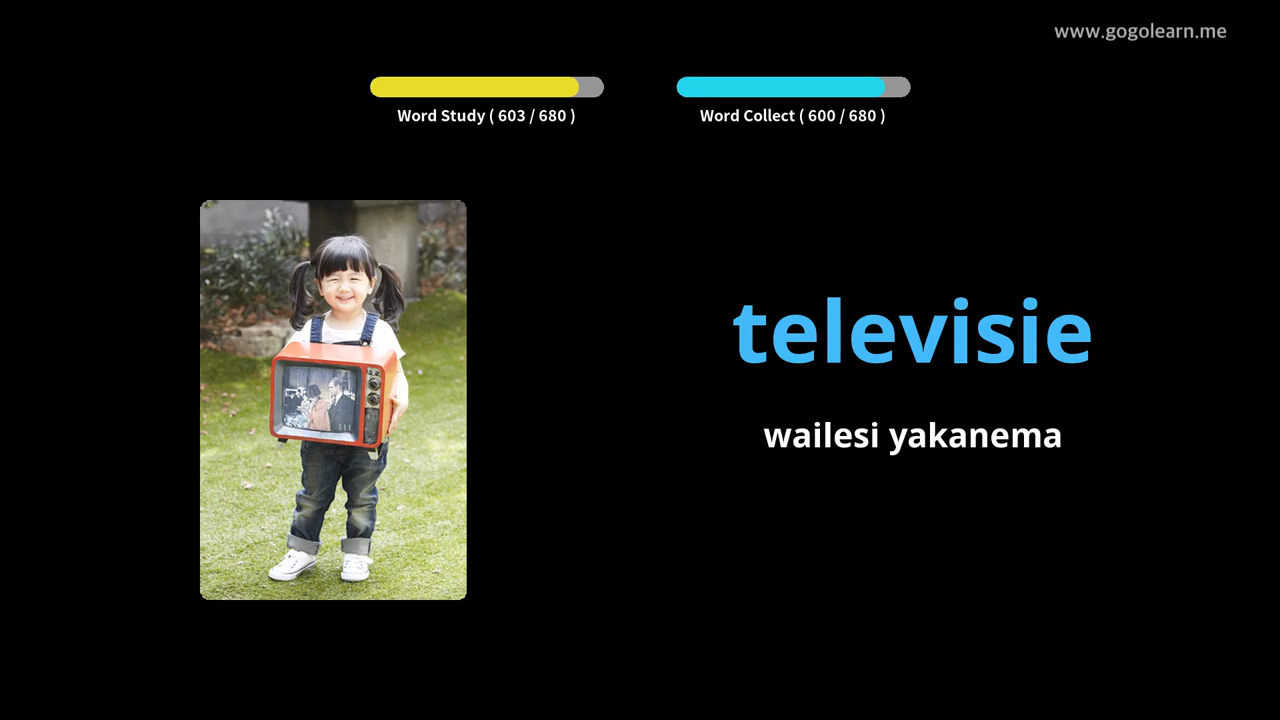 www.gogolearn.me
Word Study ( 603 / 680 )
Word Collect ( 600 / 680 )
televisie
wailesi yakanema